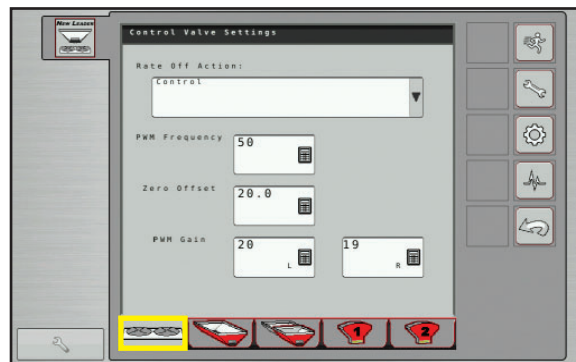 New Leader
Control Valve Settings
Rate Off Action:
Control
PWM Frequency
50
Zero Offset
20.0
PWM Gain
20
L
19
R
1
2